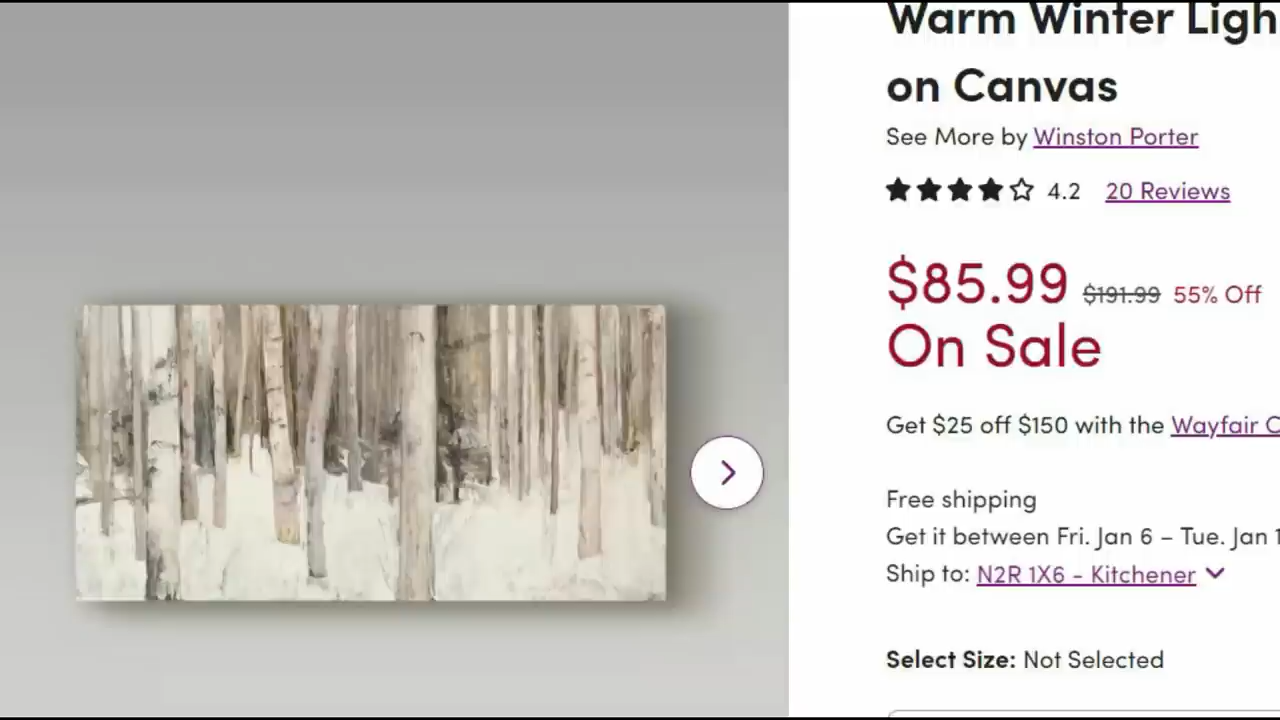 Warm Winter Ligh
on Canvas
See More by Winston Porter
4.2 20 Reviews
$85.99 $191.99 55% Off
On Sale
Get $25 off $150 with the Wayfair C
Free shipping
Get it between Fri. Jan 6 – Tue. Jan 1
Ship to: N2R 1X6 - Kitchener
Select Size: Not Selected